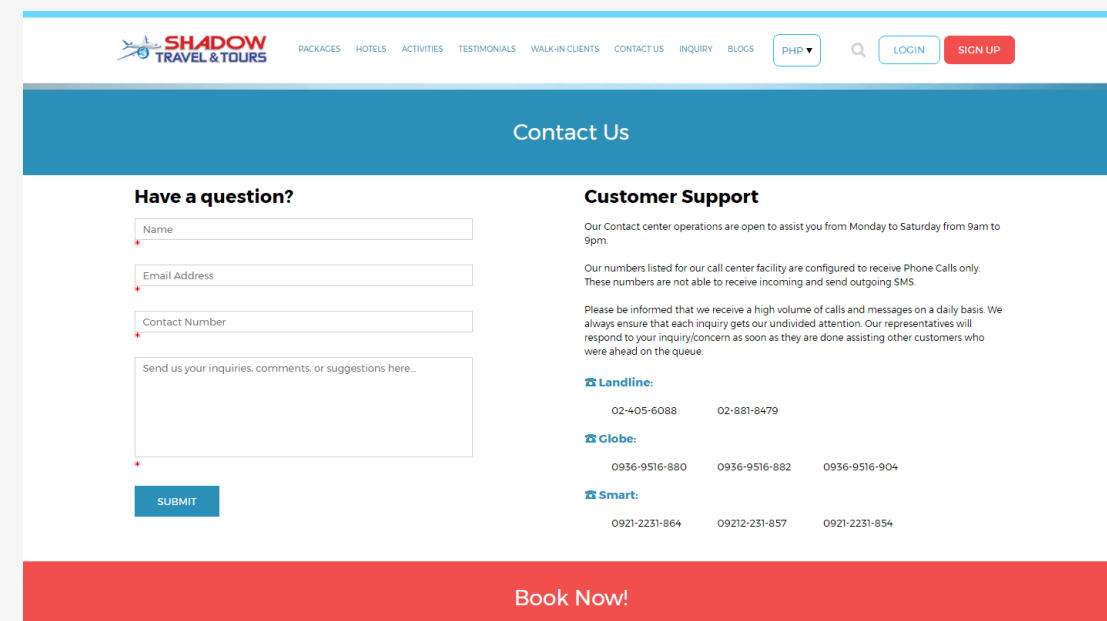 SHADOW
TRAVEL & TOURS
PACKAGES HOTELS ACTIVITIES TESTIMONIALS WALK-IN CLIENTS CONTACT US INQUIRY BLOGS PHP LOGIN SIGN UP
Contact Us
Have a question?
Name
*
Email Address
*
Contact Number
*
Send us your inquiries, comments, or suggestions here...
*
SUBMIT
Customer Support
Our Contact center operations are open to assist you from Monday to Saturday from 9am to
9pm.
Our numbers listed for our call center facility are configured to receive Phone Calls only.
These numbers are not able to receive incoming and send outgoing SMS.
Please be informed that we receive a high volume of calls and messages on a daily basis. We
always ensure that each inquiry gets our undivided attention. Our representatives will
respond to your inquiry/concern as soon as they are done assisting other customers who
were ahead on the queue.
Landline:
02-405-6088 02-881-8479
Globe:
0936-9516-880 0936-9516-882 0936-9516-904
Smart:
0921-2231-864 09212-231-857 0921-2231-854
Book Now!